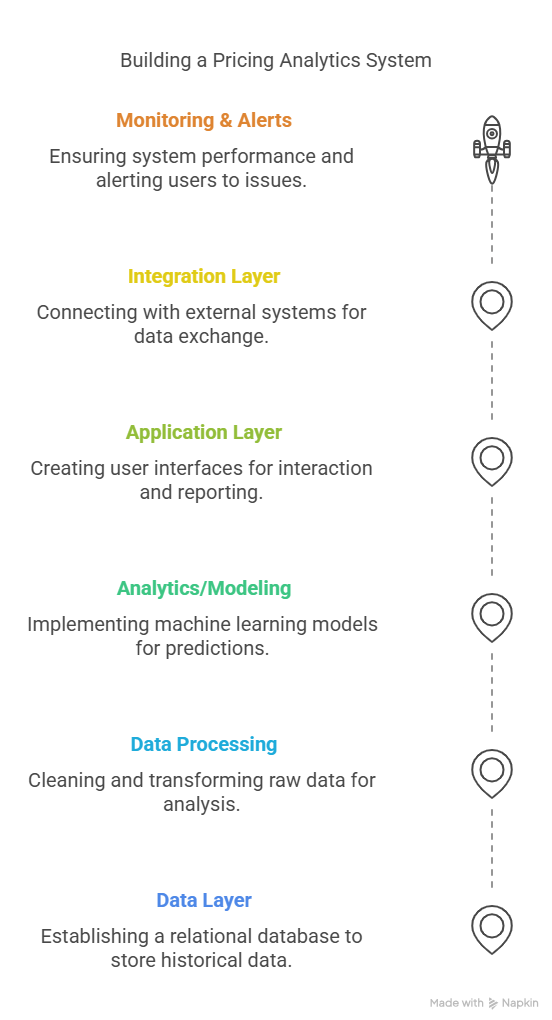 Building a Pricing Analytics System
Monitoring & Alerts
Ensuring system performance and
alerting users to issues.
Integration Layer
Connecting with external systems for
data exchange.
Application Layer
Creating user interfaces for interaction
and reporting.
Analytics/Modeling
Implementing machine learning models
for predictions.
Data Processing
Cleaning and transforming raw data for
analysis.
Data Layer
Establishing a relational database to
store historical data.
Made with Napkin